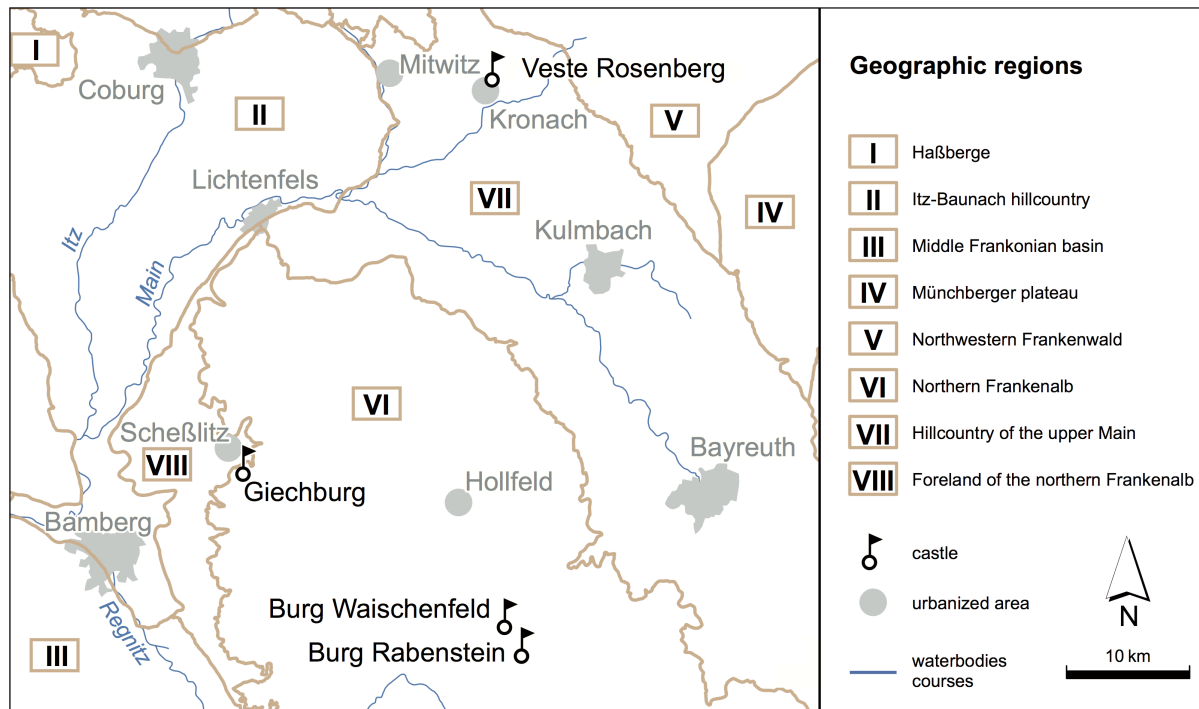 I
Coburg
Mitwitz
Veste Rosenberg
Kronach
II
V
Lichtenfels
VII
IV
Kulmbach
Itz
Main
VI
Scheßlitz
VIII
Giechburg
Hollfeld
Bayreuth
Bamberg
Burg Waischenfeld
Regnitz
Burg Rabenstein
III
Geographic regions
I Haßberge
II Itz-Baunach hillcountry
III Middle Frankonian basin
IV Münchberger plateau
V Northwestern Frankenwald
VI Northern Frankenalb
VII Hillcountry of the upper Main
VIII Foreland of the northern Frankenalb
castle
urbanized area
N
waterbodies
courses
10 km